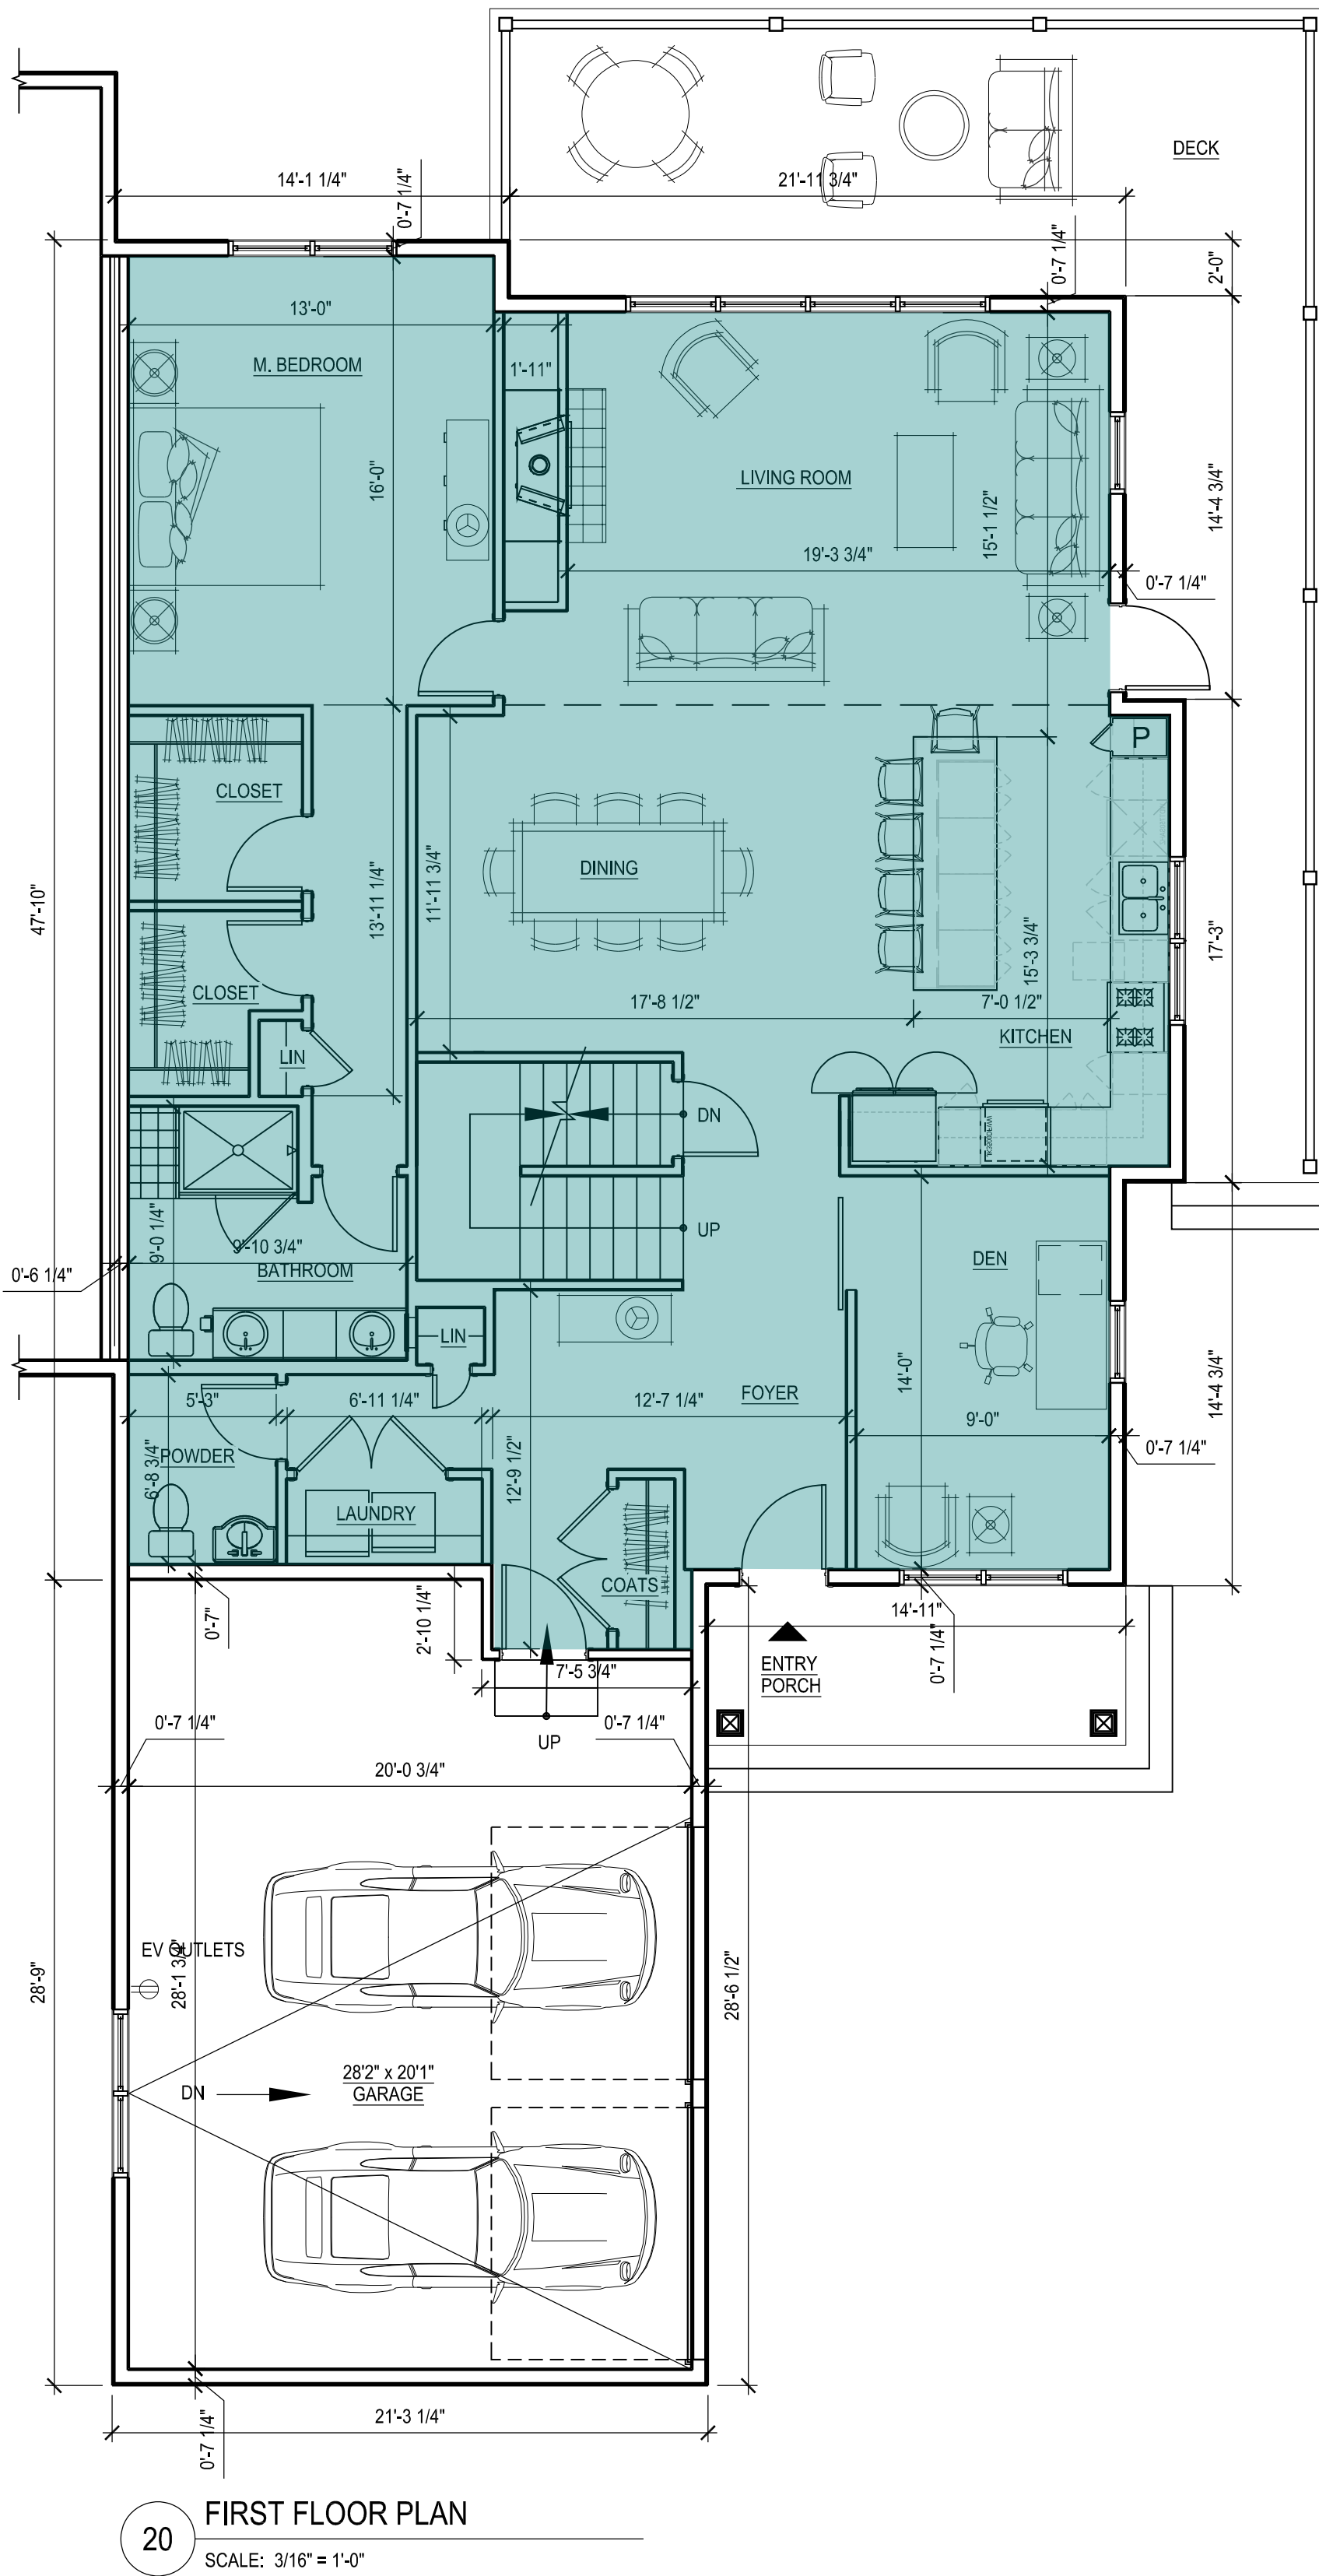 DECK
14'-1 1/4"
0'-7 1/4"
21'-11 3/4"
0'-7 1/4"
2'-0"
13'-0"
M. BEDROOM
1'-11"
16'-0"
LIVING ROOM
15'-1 1/2"
14'-4 3/4"
19'-3 3/4"
0'-7 1/4"
P
CLOSET
DINING
11'-11 3/4"
13'-11 1/4"
47'-10"
CLOSET
17'-8 1/2"
7'-0 1/2"
15'-3 3/4"
17'-3"
KITCHEN
LIN
DN
UP
9'-0 1/4"
9'-10 3/4"
BATHROOM
0'-6 1/4"
DEN
LIN
14'-0"
5'-3"
6'-11 1/4"
12'-7 1/4"
FOYER
9'-0"
14'-4 3/4"
0'-7 1/4"
POWDER
6'-8 3/4"
12'-9 1/2"
LAUNDRY
COATS
14'-11"
0'-7"
2'-10 1/4"
7'-5 3/4"
0'-7 1/4"
ENTRY
PORCH
0'-7 1/4"
0'-7 1/4"
UP
20'-0 3/4"
EV OUTLETS
28'-1 3/4"
28'-9"
28'-6 1/2"
28'2" x 20'1"
GARAGE
DN
21'-3 1/4"
0'-7 1/4"
20
FIRST FLOOR PLAN
SCALE: 3/16" = 1'-0"